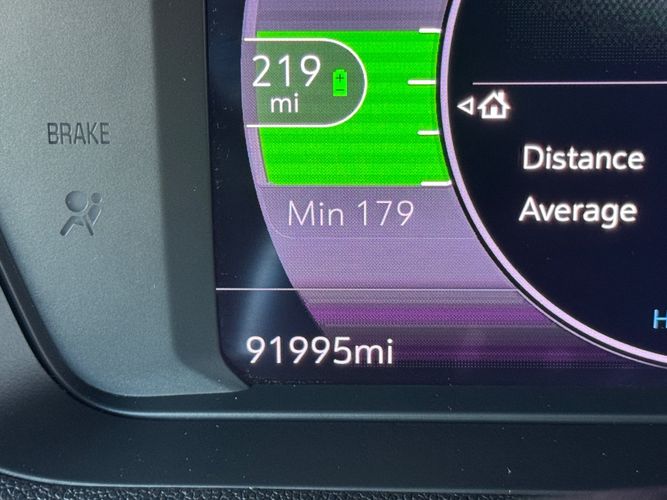 219
mi
BRAKE
Distance
Average
Min 179
91995mi